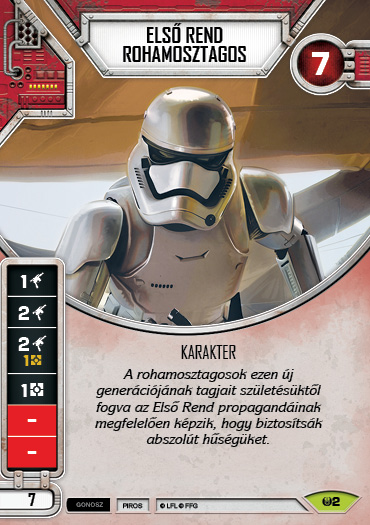 ELSŐ REND
ROHAMOSZTAGOS
7
1
2
2
1
1
-
-
KARAKTER
A rohamosztagosok ezen új
generációjának tagjait születésüktől
fogva az Első Rend propagandáinak
megfelelően képzik, hogy biztosítsák
abszolút hűségüket.
7
GONOSZ
PIROS
© LFL © FFG
2